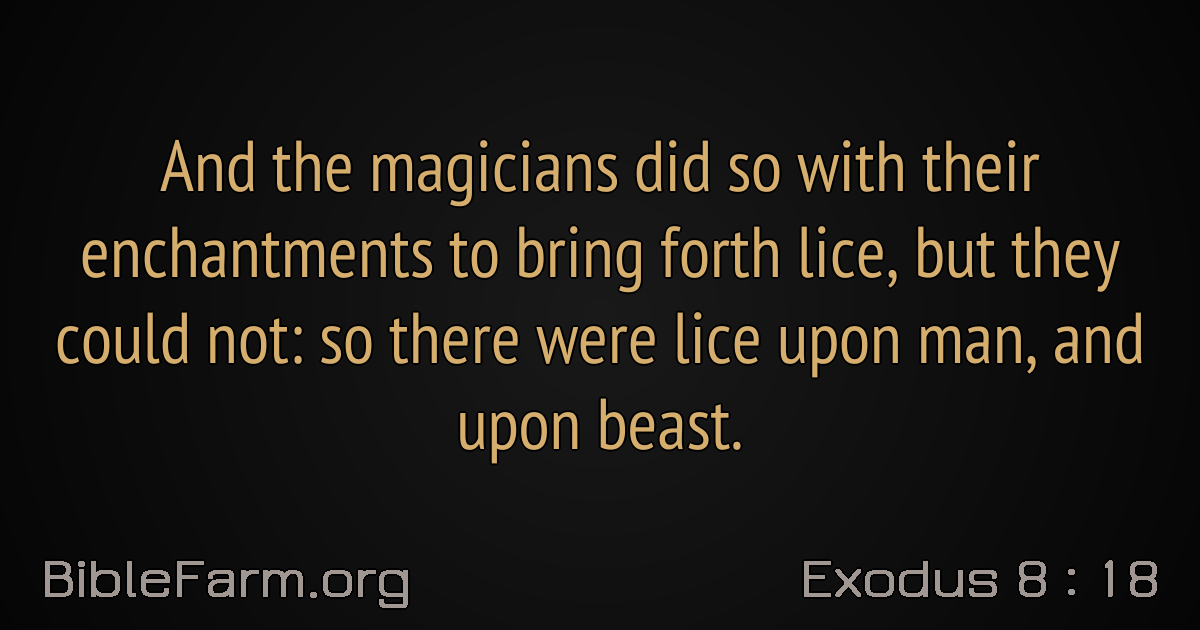 And the magicians did so with their
enchantments to bring forth lice, but they
could not: so there were lice upon man, and
upon beast.
BibleFarm.org
Exodus 8 : 18